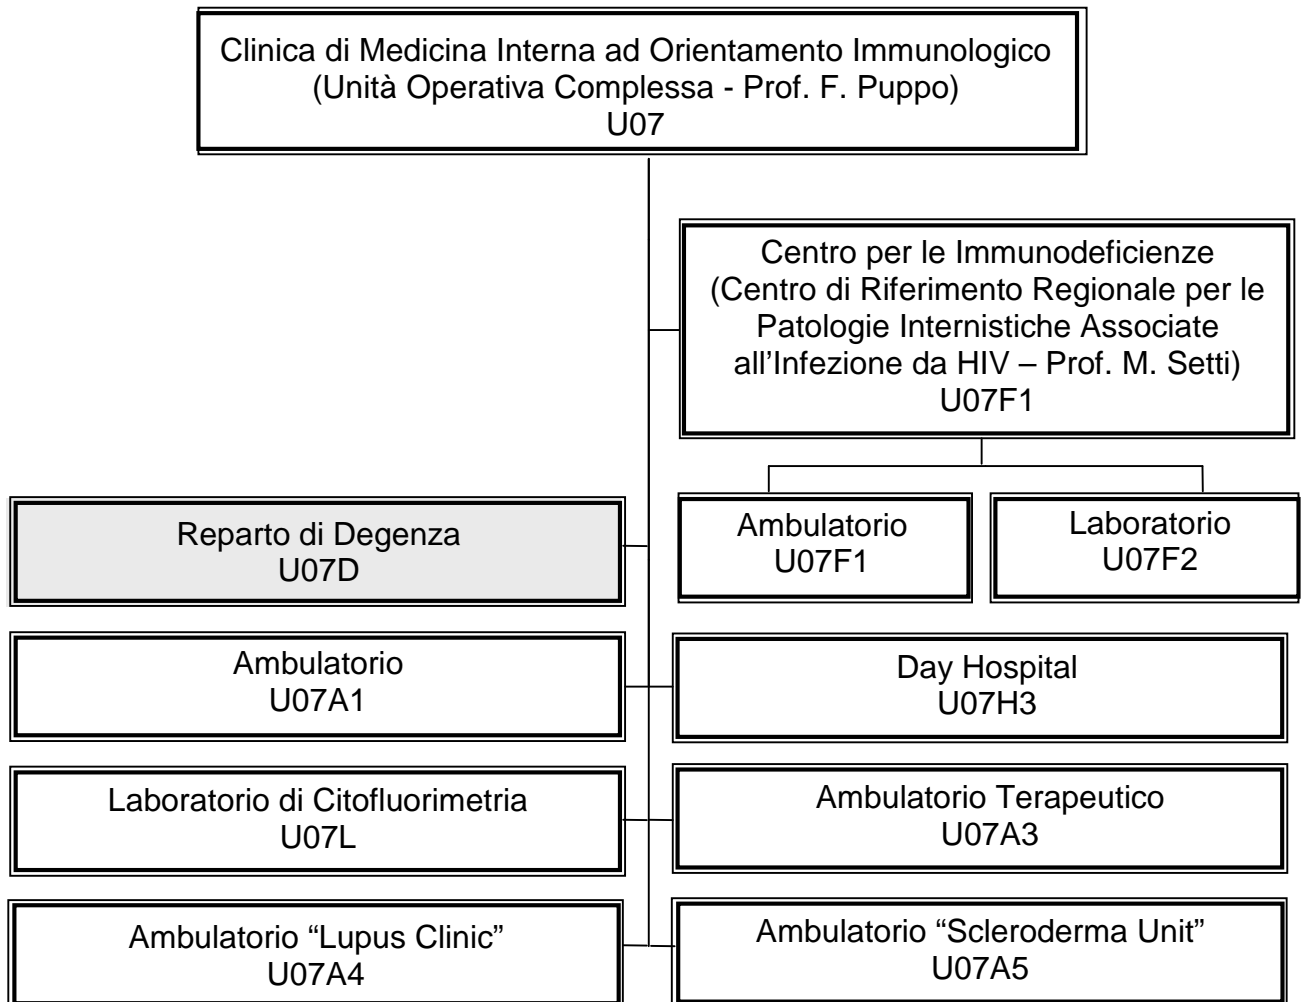 Clinica di Medicina Interna ad Orientamento Immunologico
(Unità Operativa Complessa - Prof. F. Puppo)
U07
Centro per le Immunodeficienze
(Centro di Riferimento Regionale per le
Patologie Internistiche Associate
all’Infezione da HIV – Prof. M. Setti)
U07F1
Reparto di Degenza
U07D
Ambulatorio
U07F1
Laboratorio
U07F2
Ambulatorio
U07A1
Day Hospital
U07H3
Laboratorio di Citofluorimetria
U07L
Ambulatorio Terapeutico
U07A3
Ambulatorio “Lupus Clinic”
U07A4
Ambulatorio “Scleroderma Unit”
U07A5